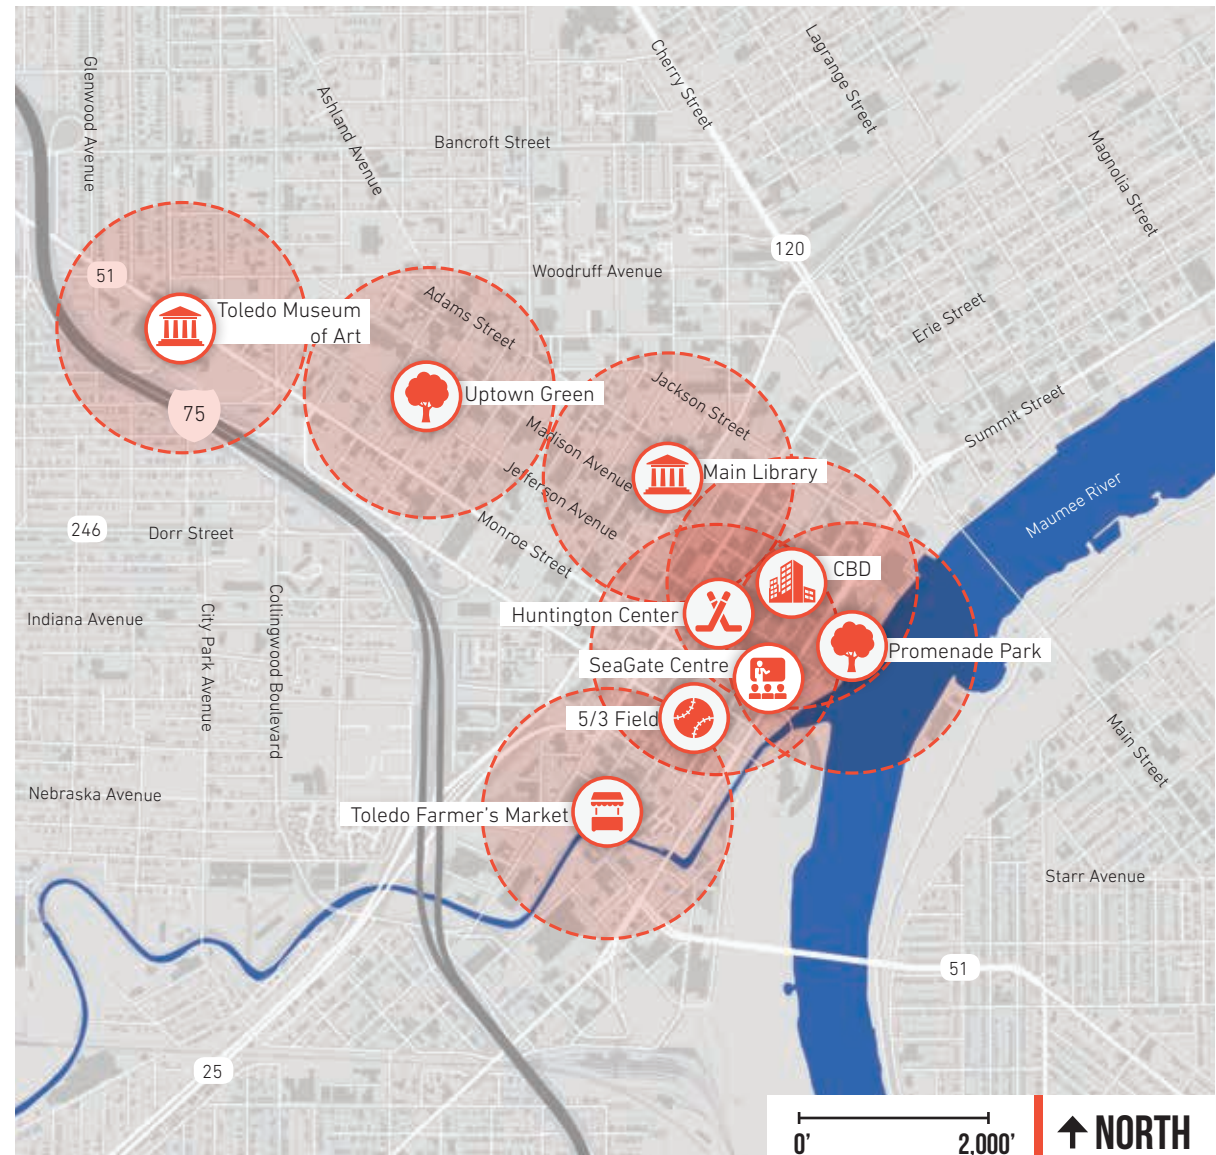 Glenwood Avenue
Ashland Avenue
Bancroft Street
Cherry Street
Lagrange Street
Magnolia Street
120
Woodruff Avenue
51
Toledo Museum
of Art
Adams Street
Erie Street
75
Uptown Green
Jackson Street
Summit Street
Madison Avenue
Main Library
Jefferson Avenue
Maumee River
246
Dorr Street
Monroe Street
CBD
Indiana Avenue
City Park Avenue
Collingwood Boulevard
Huntington Center
Promenade Park
SeaGate Centre
5/3 Field
Main Street
Nebraska Avenue
Toledo Farmer's Market
Starr Avenue
51
25
0'
2,000'
NORTH